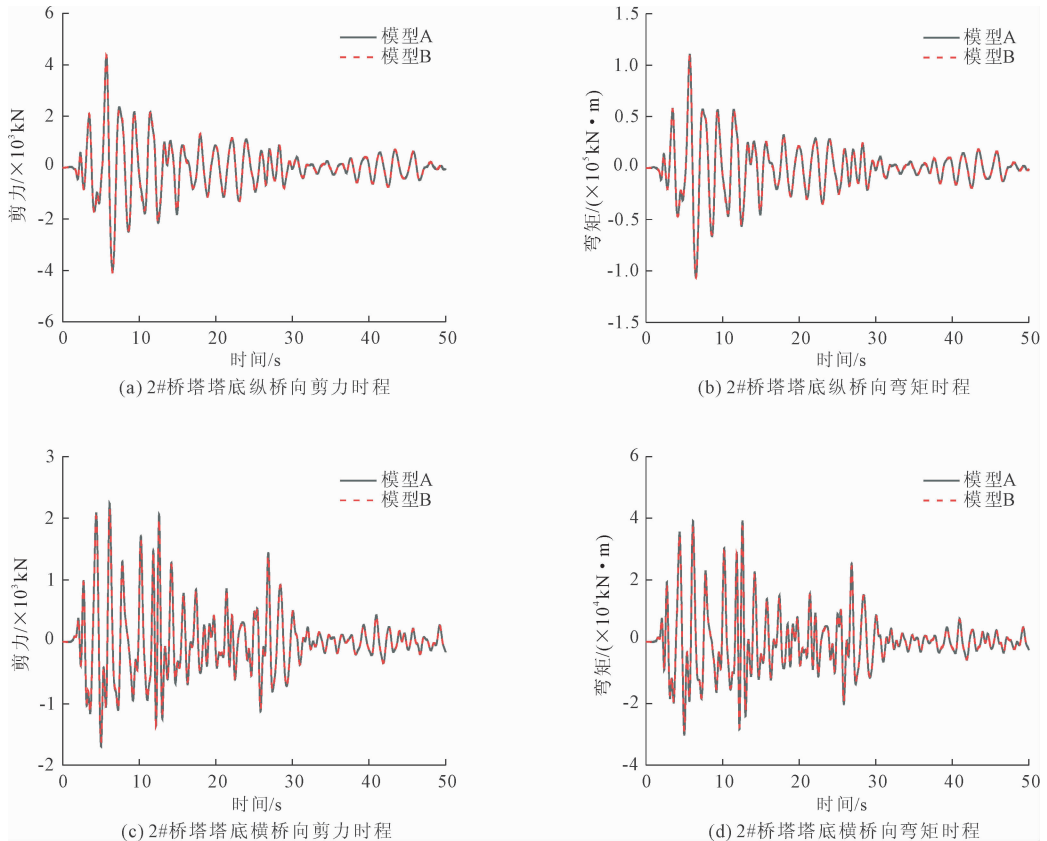 6
4
2
0
-2
-4
-6
剪力/×10³kN
模型A
模型B
0
10
20
30
40
50
时间/s
(a) 2#桥塔塔底纵桥向剪力时程
1.5
1.0
0.5
0.0
-0.5
-1.0
-1.5
弯矩/(×10⁵kN·m)
模型A
模型B
0
10
20
30
40
50
时间/s
(b) 2#桥塔塔底纵桥向弯矩时程
3
2
1
0
-1
-2
剪力/×10³kN
模型A
模型B
0
10
20
30
40
50
时间/s
(c) 2#桥塔塔底横桥向剪力时程
6
4
2
0
-2
-4
弯矩/(×10⁴kN·m)
模型A
模型B
0
10
20
30
40
50
时间/s
(d) 2#桥塔塔底横桥向弯矩时程